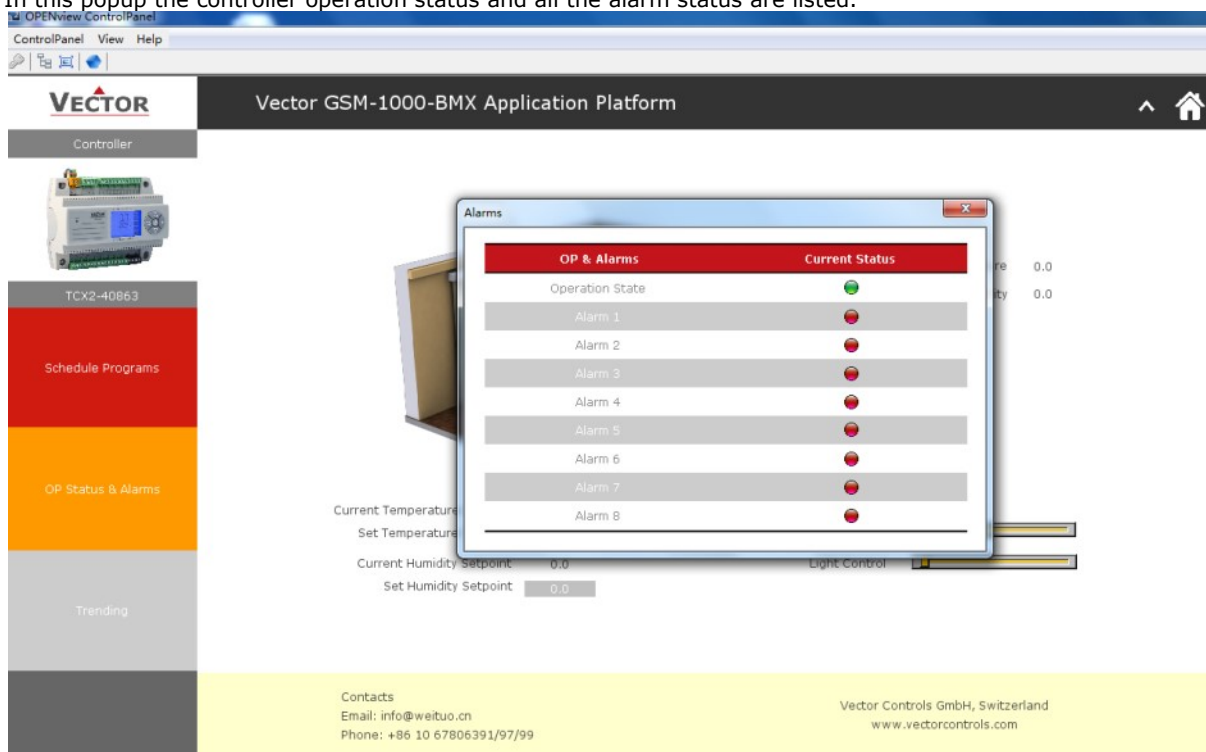 In this popup the controller operation status and all the alarm status are listed.
OPENview ControlPanel
ControlPanel View Help
VECTOR
Vector GSM-1000-BMX Application Platform
Controller
TCX2-40863
Schedule Programs
OP Status & Alarms
Trending
Alarms
OP & Alarms Current Status
Operation State
Alarm 1
Alarm 2
Alarm 3
Alarm 4
Alarm 5
Alarm 6
Alarm 7
Alarm 8
re 0.0
ity 0.0
Current Temperature
Set Temperature
Current Humidity Setpoint 0.0
Set Humidity Setpoint 0.0
Light Control
Contacts
Email: info@weituo.cn
Phone: +86 10 67806391/97/99
Vector Controls GmbH, Switzerland
www.vectorcontrols.com